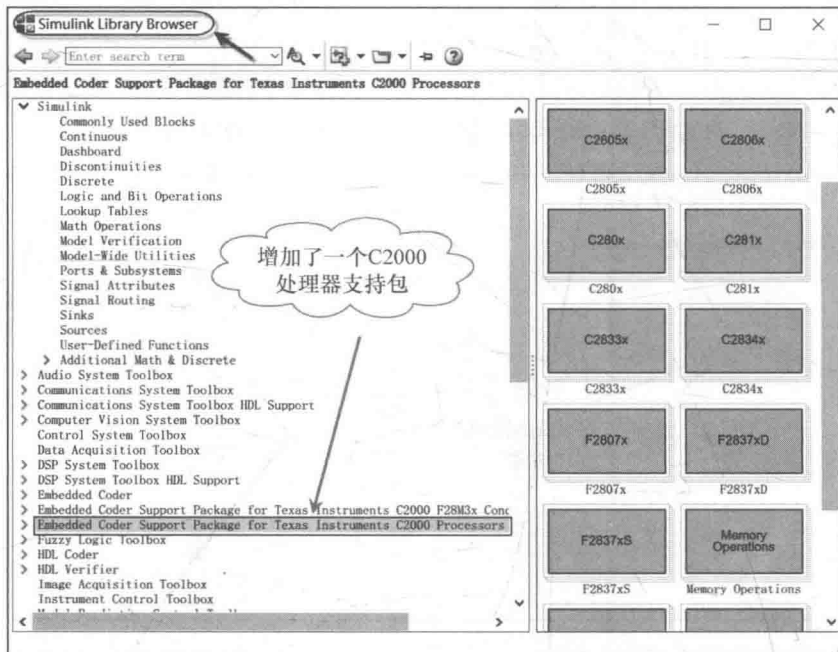 Simulink Library Browser
Enter search term
Embedded Coder Support Package for Texas Instruments C2000 Processors
Simulink
Commonly Used Blocks
Continuous
Dashboard
Discontinuities
Discrete
Logic and Bit Operations
Lookup Tables
Math Operations
Model Verification
Model-Wide Utilities
Ports & Subsystems
Signal Attributes
Signal Routing
Sinks
Sources
User-Defined Functions
Additional Math & Discrete
Audio System Toolbox
Communications System Toolbox
Communications System Toolbox HDL Support
Computer Vision System Toolbox
Control System Toolbox
Data Acquisition Toolbox
DSP System Toolbox
DSP System Toolbox HDL Support
Embedded Coder
Embedded Coder Support Package for Texas Instruments C2000 F28M3x Conc
Embedded Coder Support Package for Texas Instruments C2000 Processors
Fuzzy Logic Toolbox
HDL Coder
HDL Verifier
Image Acquisition Toolbox
Instrument Control Toolbox
增加了一个C2000
处理器支持包
C2805x
C2806x
C2805x
C2806x
C280x
C281x
C280x
C281x
C2833x
C2834x
C2833x
C2834x
F2807x
F2837xD
F2807x
F2837xD
F2837xS
Memory
Operations
F2837xS
Memory Operations